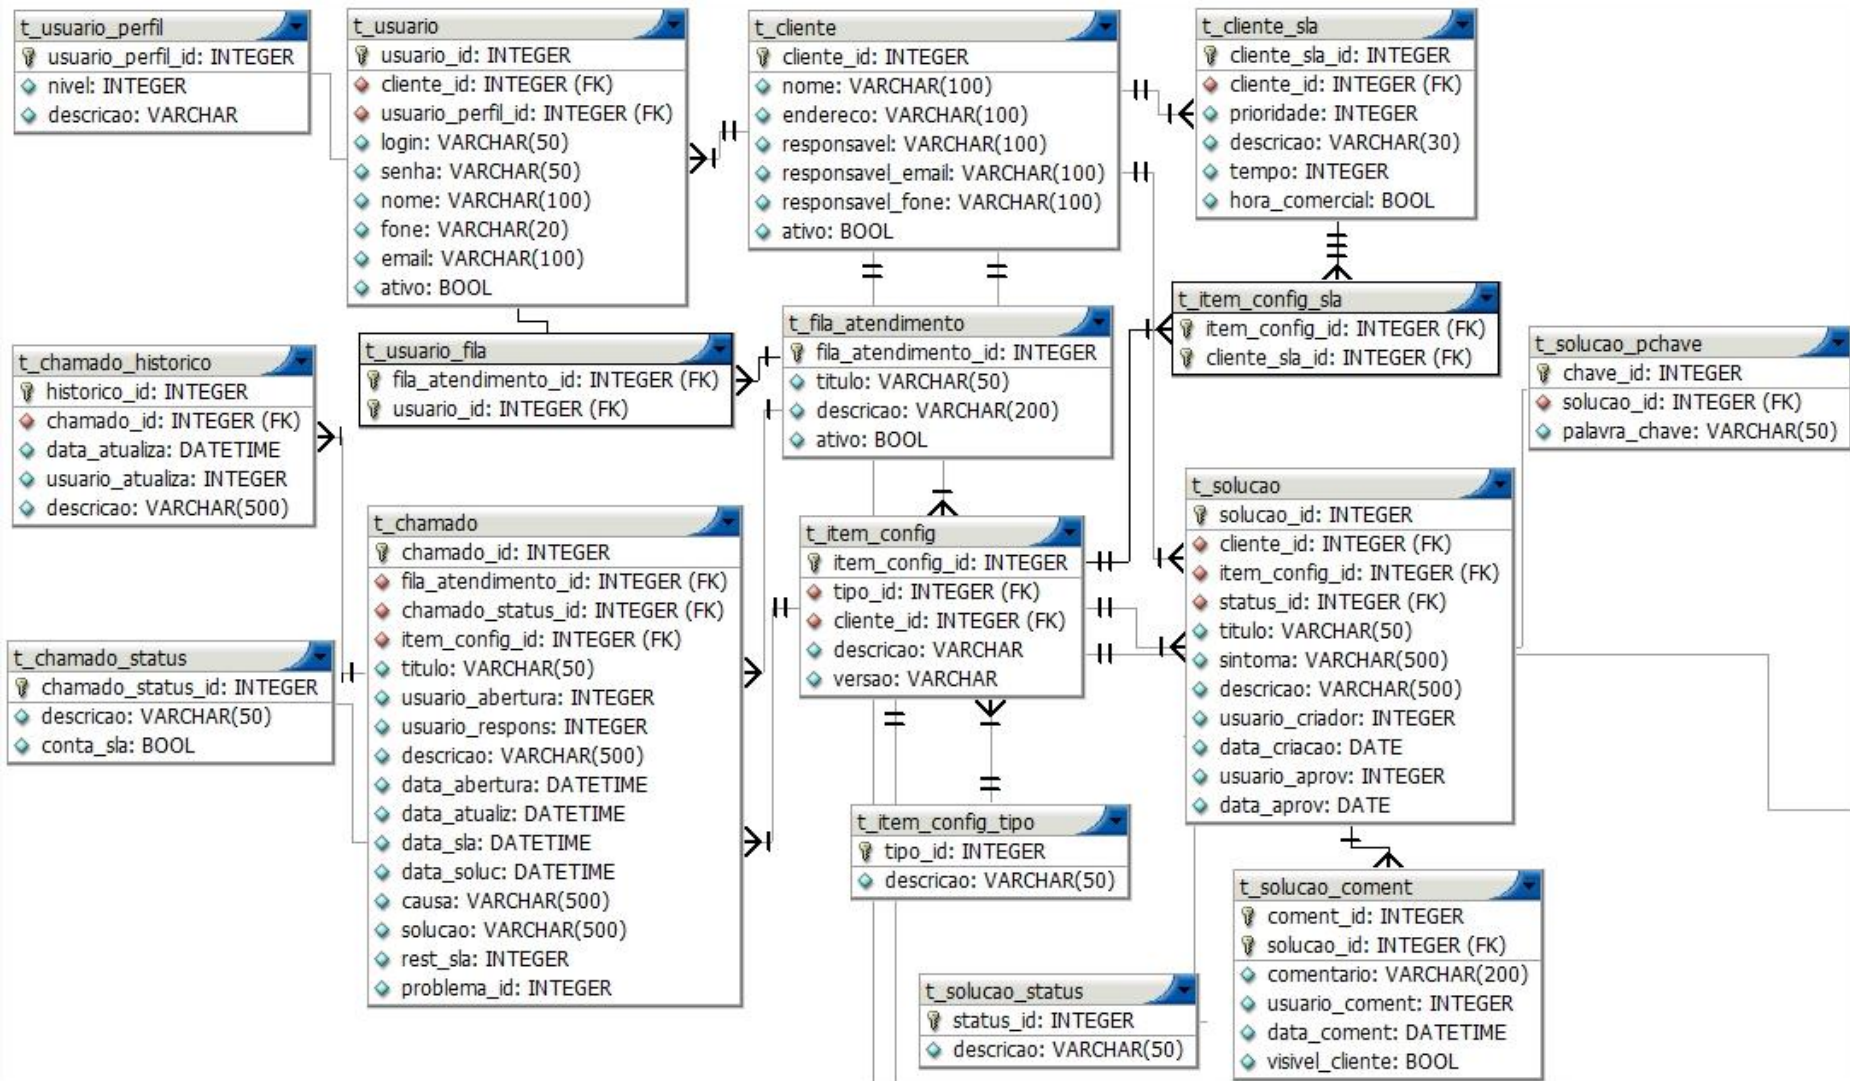 t_usuario_perfil
usuario_perfil_id: INTEGER
nivel: INTEGER
descricao: VARCHAR
t_usuario
usuario_id: INTEGER
cliente_id: INTEGER (FK)
usuario_perfil_id: INTEGER (FK)
login: VARCHAR(50)
senha: VARCHAR(50)
nome: VARCHAR(100)
fone: VARCHAR(20)
email: VARCHAR(100)
ativo: BOOL
t_cliente
cliente_id: INTEGER
nome: VARCHAR(100)
endereco: VARCHAR(100)
responsavel: VARCHAR(100)
responsavel_email: VARCHAR(100)
responsavel_fone: VARCHAR(100)
ativo: BOOL
t_cliente_sla
cliente_sla_id: INTEGER
cliente_id: INTEGER (FK)
prioridade: INTEGER
descricao: VARCHAR(30)
tempo: INTEGER
hora_comercial: BOOL
t_item_config_sla
item_config_id: INTEGER (FK)
cliente_sla_id: INTEGER (FK)
t_fila_atendimento
fila_atendimento_id: INTEGER
titulo: VARCHAR(50)
descricao: VARCHAR(200)
ativo: BOOL
t_usuario_fila
fila_atendimento_id: INTEGER (FK)
usuario_id: INTEGER (FK)
t_chamado_historico
historico_id: INTEGER
chamado_id: INTEGER (FK)
data_atualiza: DATETIME
usuario_atualiza: INTEGER
descricao: VARCHAR(500)
t_solucao_pchave
chave_id: INTEGER
solucao_id: INTEGER (FK)
palavra_chave: VARCHAR(50)
t_chamado
chamado_id: INTEGER
fila_atendimento_id: INTEGER (FK)
chamado_status_id: INTEGER (FK)
item_config_id: INTEGER (FK)
titulo: VARCHAR(50)
usuario_abertura: INTEGER
usuario_respons: INTEGER
descricao: VARCHAR(500)
data_abertura: DATETIME
data_atualiz: DATETIME
data_sla: DATETIME
data_soluc: DATETIME
causa: VARCHAR(500)
solucao: VARCHAR(500)
rest_sla: INTEGER
problema_id: INTEGER
t_item_config
item_config_id: INTEGER
tipo_id: INTEGER (FK)
cliente_id: INTEGER (FK)
descricao: VARCHAR
versao: VARCHAR
t_solucao
solucao_id: INTEGER
cliente_id: INTEGER (FK)
item_config_id: INTEGER (FK)
status_id: INTEGER (FK)
titulo: VARCHAR(50)
sintoma: VARCHAR(500)
descricao: VARCHAR(500)
usuario_criador: INTEGER
data_criacao: DATE
usuario_aprov: INTEGER
data_aprov: DATE
t_chamado_status
chamado_status_id: INTEGER
descricao: VARCHAR(50)
conta_sla: BOOL
t_item_config_tipo
tipo_id: INTEGER
descricao: VARCHAR(50)
t_solucao_coment
coment_id: INTEGER
solucao_id: INTEGER (FK)
comentario: VARCHAR(200)
usuario_coment: INTEGER
data_coment: DATETIME
visivel_cliente: BOOL
t_solucao_status
status_id: INTEGER
descricao: VARCHAR(50)